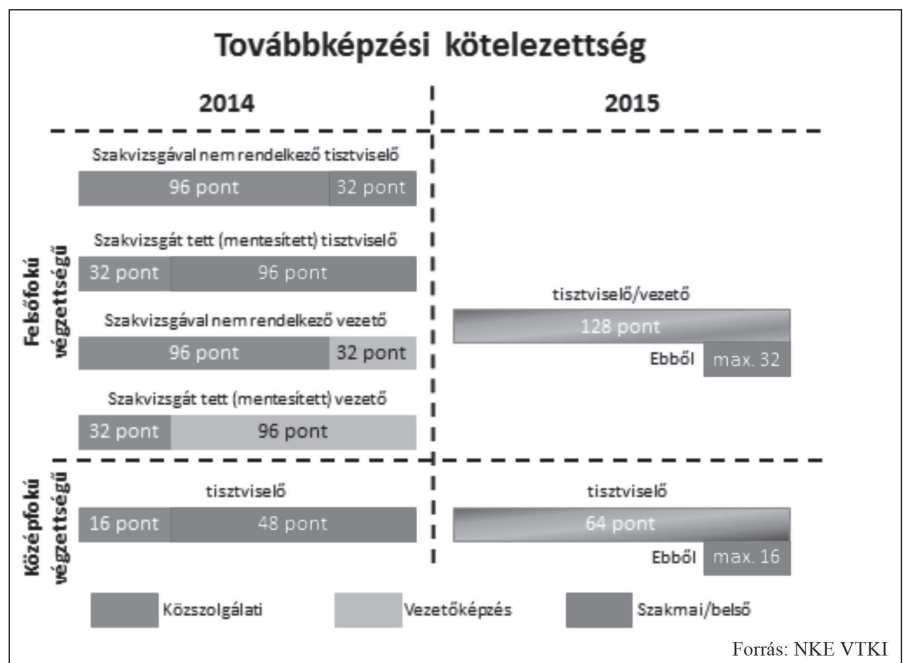 Továbbképzési kötelezettség
2014
2015
Felsőfokú
végzettségű
Szakvizsgával nem rendelkező tisztviselő
96 pont
32 pont
Szakvizsgát tett (mentesített) tisztviselő
32 pont
96 pont
Szakvizsgával nem rendelkező vezető
96 pont
32 pont
Szakvizsgát tett (mentesített) vezető
32 pont
96 pont
tisztviselő/vezető
128 pont
Ebből
max. 32
Középfokú
végzettségű
tisztviselő
16 pont
48 pont
tisztviselő
64 pont
Ebből
max. 16
Közszolgálati
Vezetőképzés
Szakmai/belső
Forrás: NKE VTKI